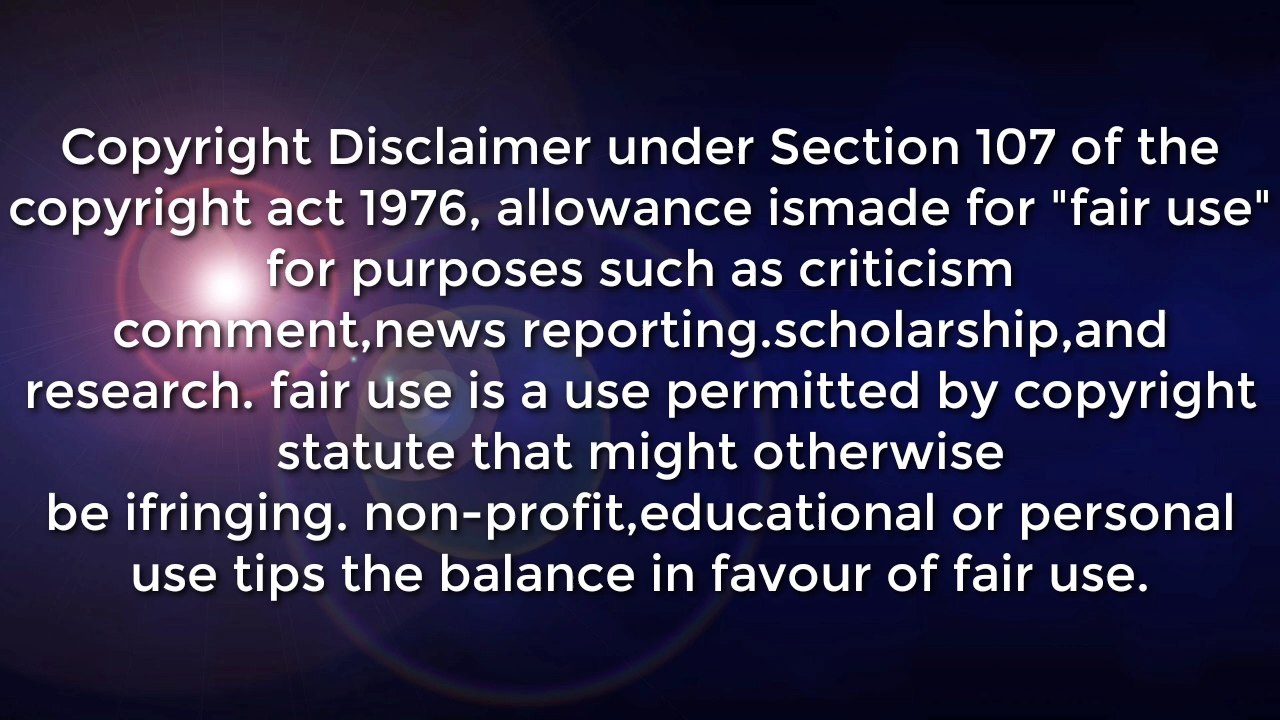 Copyright Disclaimer under Section 107 of the
copyright act 1976, allowance ismade for "fair use"
for purposes such as criticism
comment,news reporting.scholarship,and
research. fair use is a use permitted by copyright
statute that might otherwise
be ifringing. non-profit,educational or personal
use tips the balance in favour of fair use.